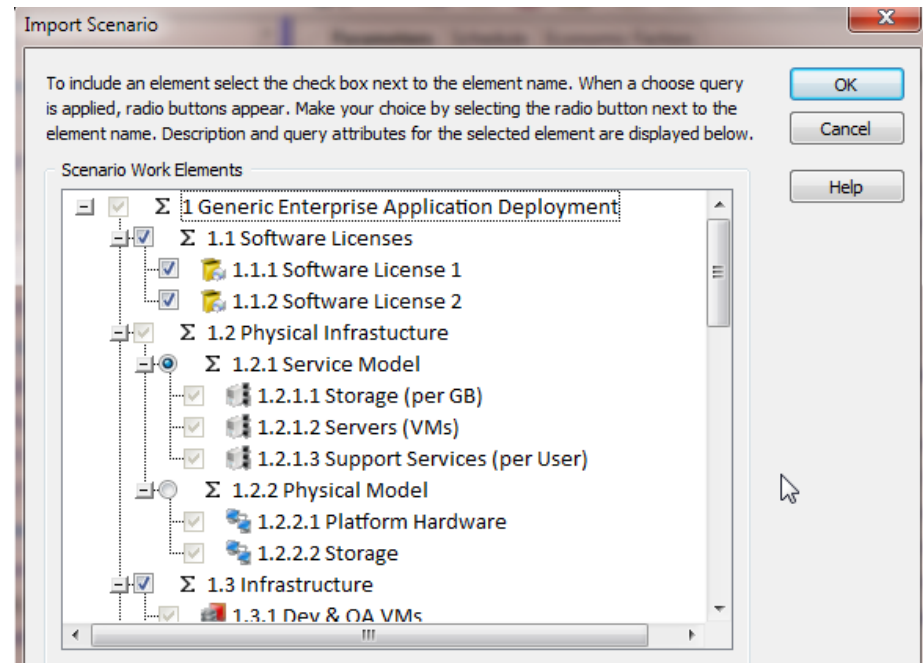 Import Scenario
To include an element select the check box next to the element name. When a choose query
is applied, radio buttons appear. Make your choice by selecting the radio button next to the
element name. Description and query attributes for the selected element are displayed below.
OK
Cancel
Help
Scenario Work Elements
Σ 1 Generic Enterprise Application Deployment
Σ 1.1 Software Licenses
1.1.1 Software License 1
1.1.2 Software License 2
Σ 1.2 Physical Infrastucture
Σ 1.2.1 Service Model
1.2.1.1 Storage (per GB)
1.2.1.2 Servers (VMs)
1.2.1.3 Support Services (per User)
Σ 1.2.2 Physical Model
1.2.2.1 Platform Hardware
1.2.2.2 Storage
Σ 1.3 Infrastructure
1.3.1 Dev & QA VMs